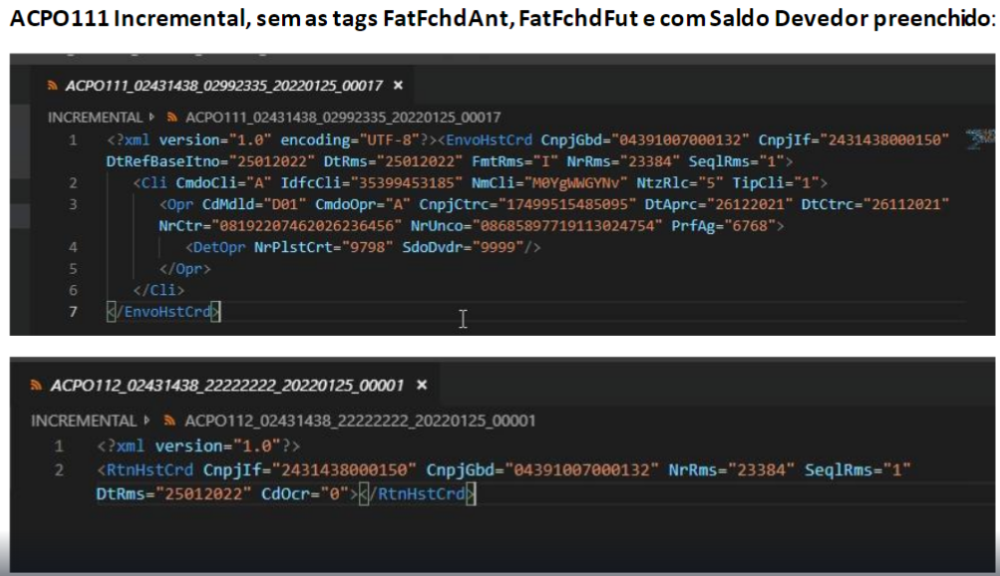 ACPO111 Incremental, sem as tags FatFchdAnt, FatFchdFut e com Saldo Devedor preenchido:
ACPO111_02431438_02992335_20220125_00017 ×
INCREMENTAL ACPO111_02431438_02992335_20220125_00017
1 <?xml version="1.0" encoding="UTF-8"?><EnvoHstCrd CnpjGbd="04391007000132" CnpjIf="2431438000150"
DtRefBaseItno="25012022" DtRms="25012022" FmtRms="I" NrRms="23384" SeqlRms="1">
2 <Cli CmdoCli="A" IdfcCli="35399453185" NmCli="M0YgWWGYNv" NtzRlc="5" TipCli="1">
3 <Opr CdMdld="D01" CmdoOpr="A" CnpjCtrc="17499515485095" DtAprc="26122021" DtCtrc="26112021"
NrCtr="08192207462026236456" NrUnco="08685897719113024754" PrfAg="6768">
4 <DetOpr NrPlstCrt="9798" SdoDvdr="9999"/>
5 </Opr>
6 </Cli>
7 </EnvoHstCrd>
ACPO112_02431438_22222222_20220125_00001 ×
INCREMENTAL ACPO112_02431438_22222222_20220125_00001
1 <?xml version="1.0"?>
2 <RtnHstCrd CnpjIf="2431438000150" CnpjGbd="04391007000132" NrRms="23384" SeqlRms="1"
DtRms="25012022" CdOcr="0"></RtnHstCrd>